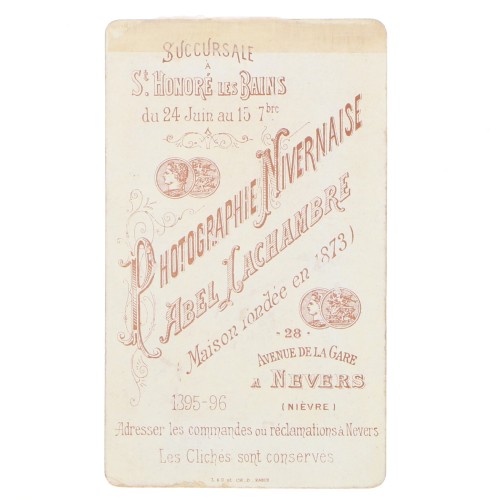 SUCCURSALE
À
St HONORÉ LES BAINS
du 24 Juin au 15 7bre
PHOTOGRAPHIE NIVERNAISE
ABEL LACHAMBRE
(Maison fondée en 1873)
- 28 -
AVENUE DE LA GARE
A NEVERS
(NIÈVRE)
1395-96
Adresser les commandes ou réclamations à Nevers
Les Clichés sont conservés